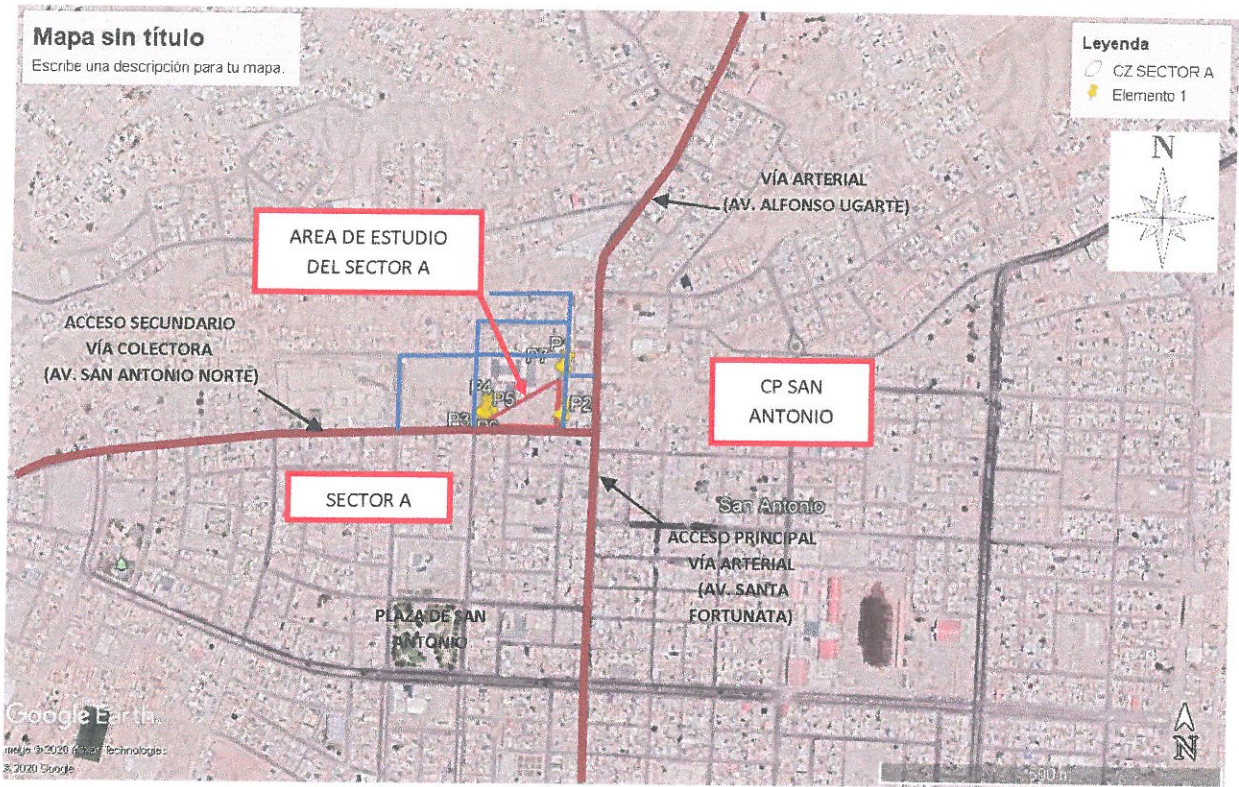 Mapa sin título
Escribe una descripción para tu mapa.
Leyenda
CZ SECTOR A
Elemento 1
N
VÍA ARTERIAL
(AV. ALFONSO UGARTE)
AREA DE ESTUDIO
DEL SECTOR A
ACCESO SECUNDARIO
VÍA COLECTORA
(AV. SAN ANTONIO NORTE)
P7
P4
P5
P3
P2
CP SAN
ANTONIO
SECTOR A
San Antonio
ACCESO PRINCIPAL
VÍA ARTERIAL
(AV. SANTA
FORTUNATA)
PLAZA DE SAN
ANTONIO
Google Earth
Technologies
© 2020 Google
N